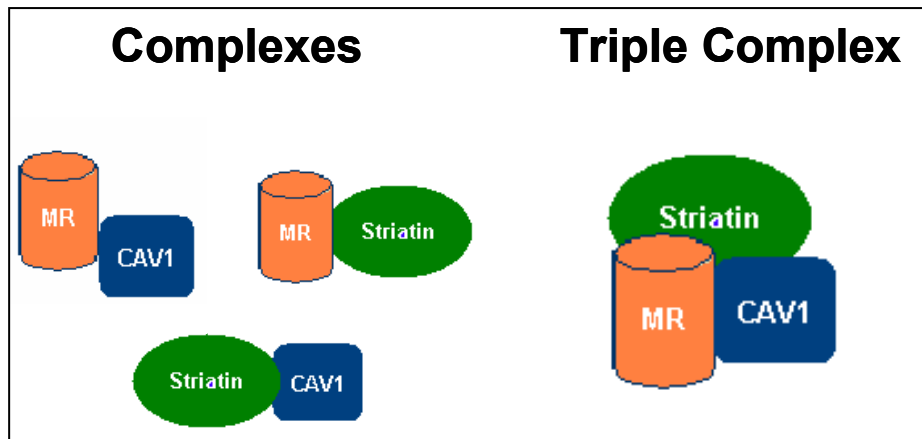 Complexes
Triple Complex
MR
CAV1
MR
Striatin
Striatin
CAV1
Striatin
MR
CAV1